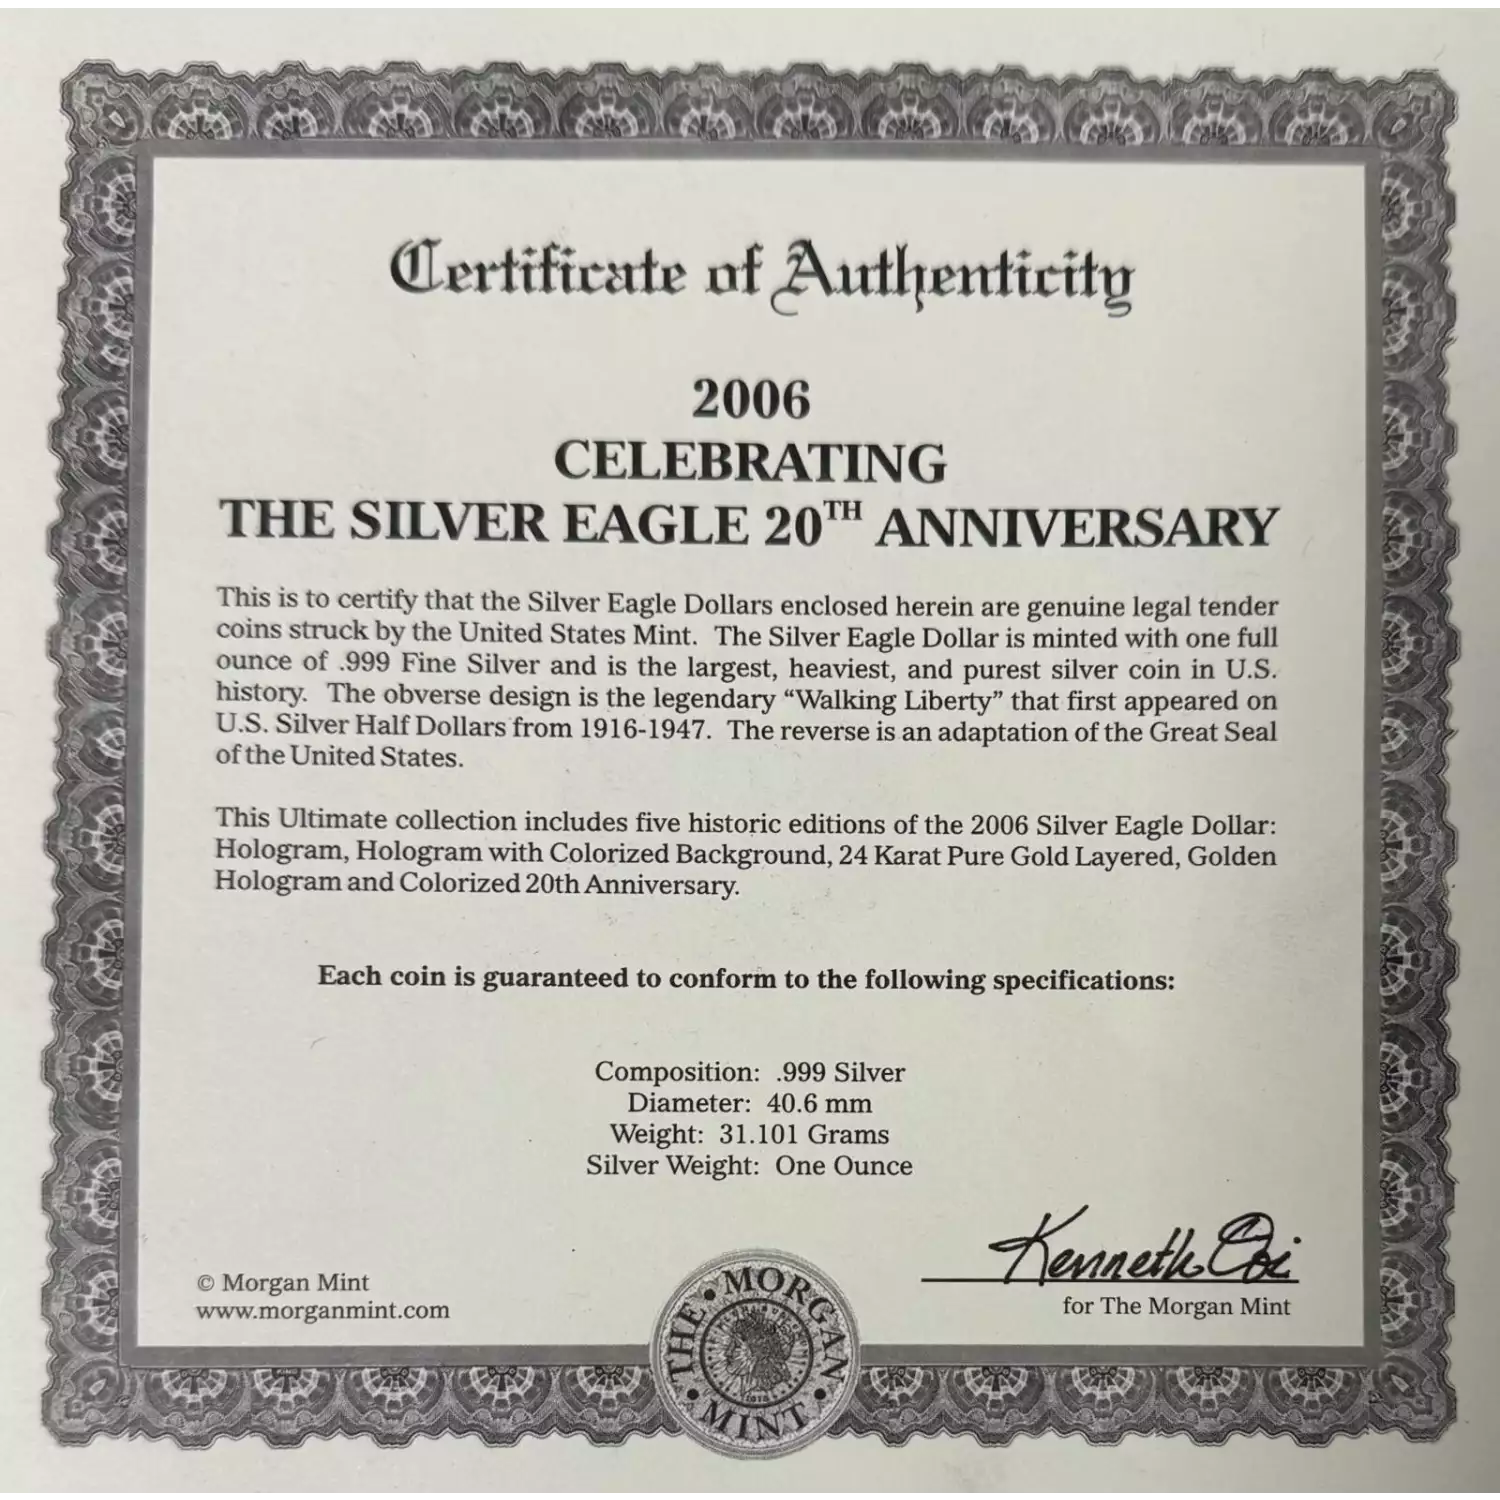 Certificate of Authenticity
2006
CELEBRATING
THE SILVER EAGLE 20TH ANNIVERSARY
This is to certify that the Silver Eagle Dollars enclosed herein are genuine legal tender
coins struck by the United States Mint. The Silver Eagle Dollar is minted with one full
ounce of .999 Fine Silver and is the largest, heaviest, and purest silver coin in U.S.
history. The obverse design is the legendary “Walking Liberty” that first appeared on
U.S. Silver Half Dollars from 1916-1947. The reverse is an adaptation of the Great Seal
of the United States.
This Ultimate collection includes five historic editions of the 2006 Silver Eagle Dollar:
Hologram, Hologram with Colorized Background, 24 Karat Pure Gold Layered, Golden
Hologram and Colorized 20th Anniversary.
Each coin is guaranteed to conform to the following specifications:
Composition: .999 Silver
Diameter: 40.6 mm
Weight: 31.101 Grams
Silver Weight: One Ounce
Kenneth
© Morgan Mint
www.morganmint.com
for The Morgan Mint
• THE • MORGAN • MINT